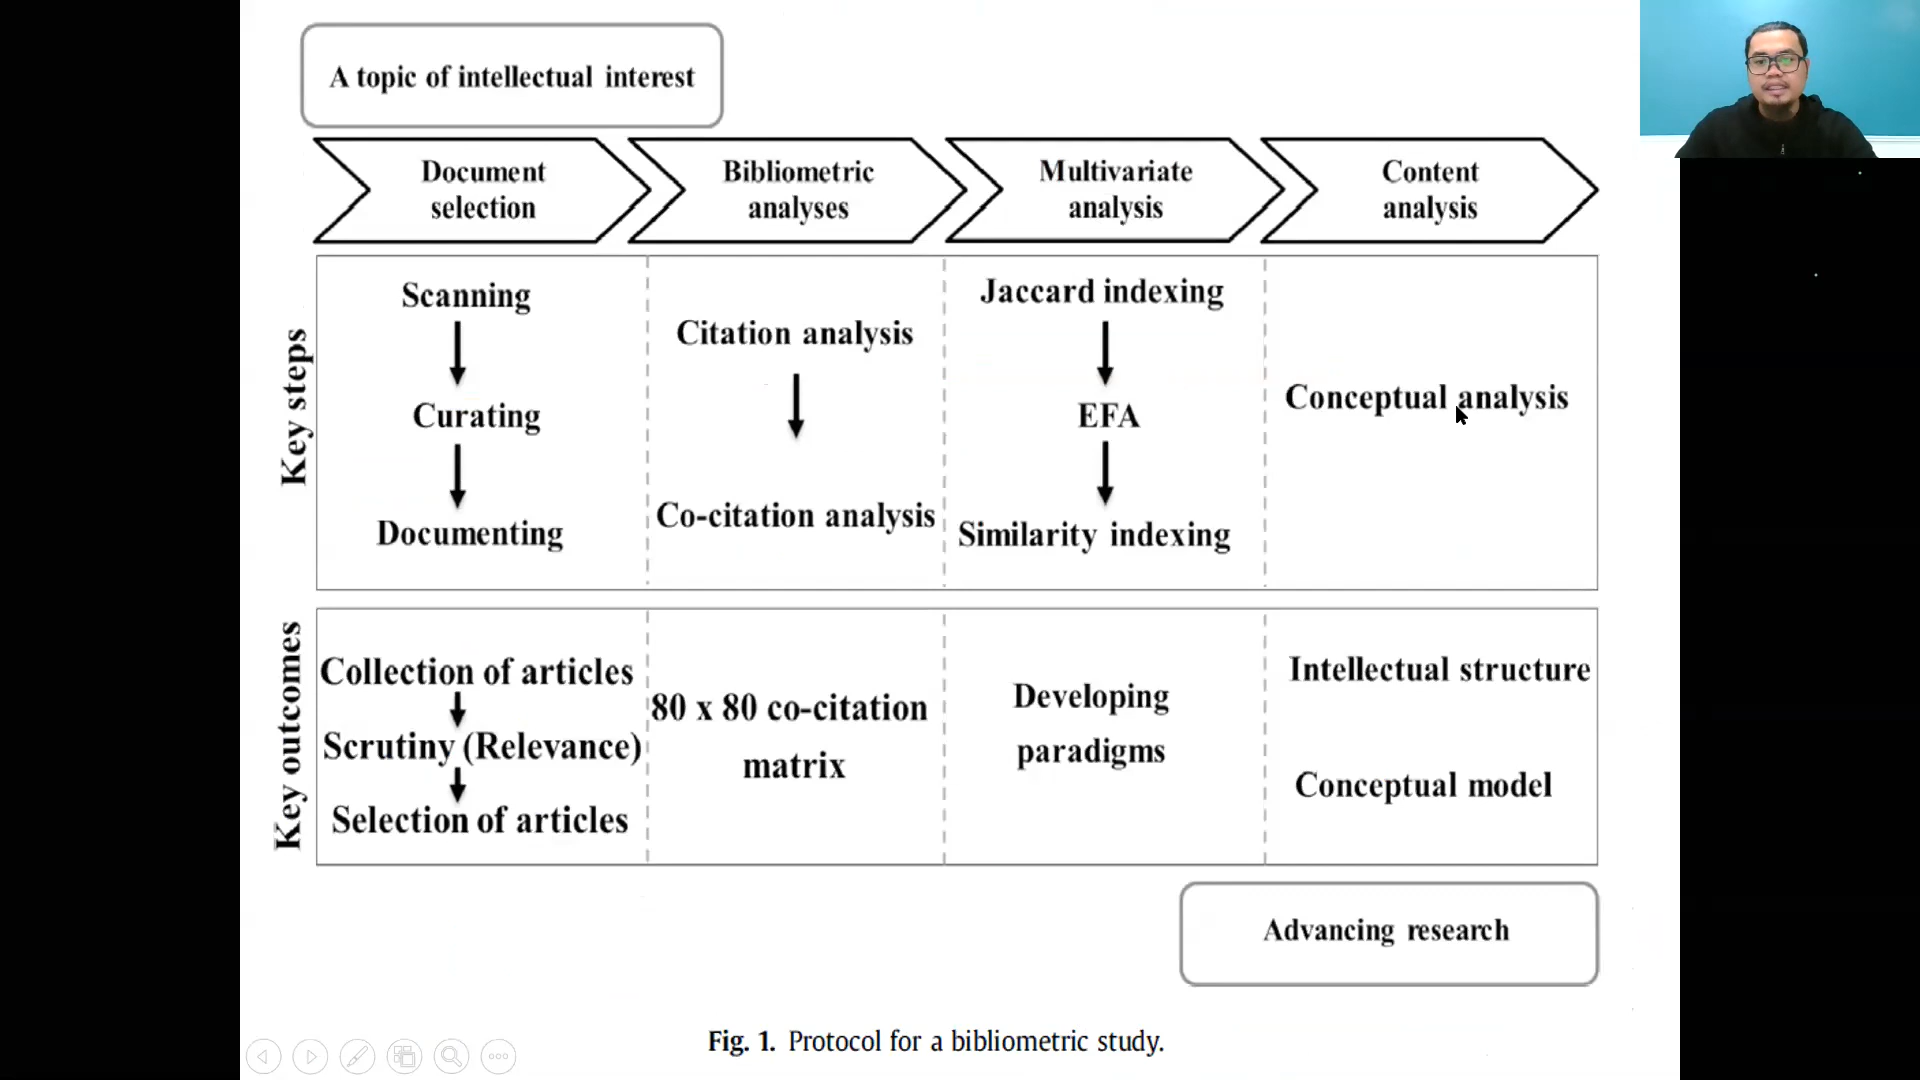 A topic of intellectual interest
Document
selection
Bibliometric
analyses
Multivariate
analysis
Content
analysis
Key steps
Scanning
Curating
Documenting
Citation analysis
Co-citation analysis
Jaccard indexing
EFA
Similarity indexing
Conceptual analysis
Key outcomes
Collection of articles
Scrutiny (Relevance)
Selection of articles
80 x 80 co-citation
matrix
Developing
paradigms
Intellectual structure
Conceptual model
Advancing research
Fig. 1. Protocol for a bibliometric study.